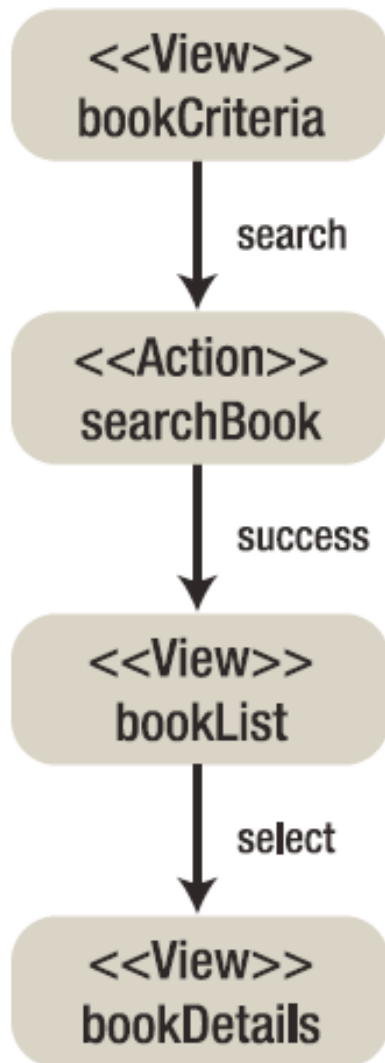 <<View>>
bookCriteria
search
<<Action>>
searchBook
success
<<View>>
bookList
select
<<View>>
bookDetails